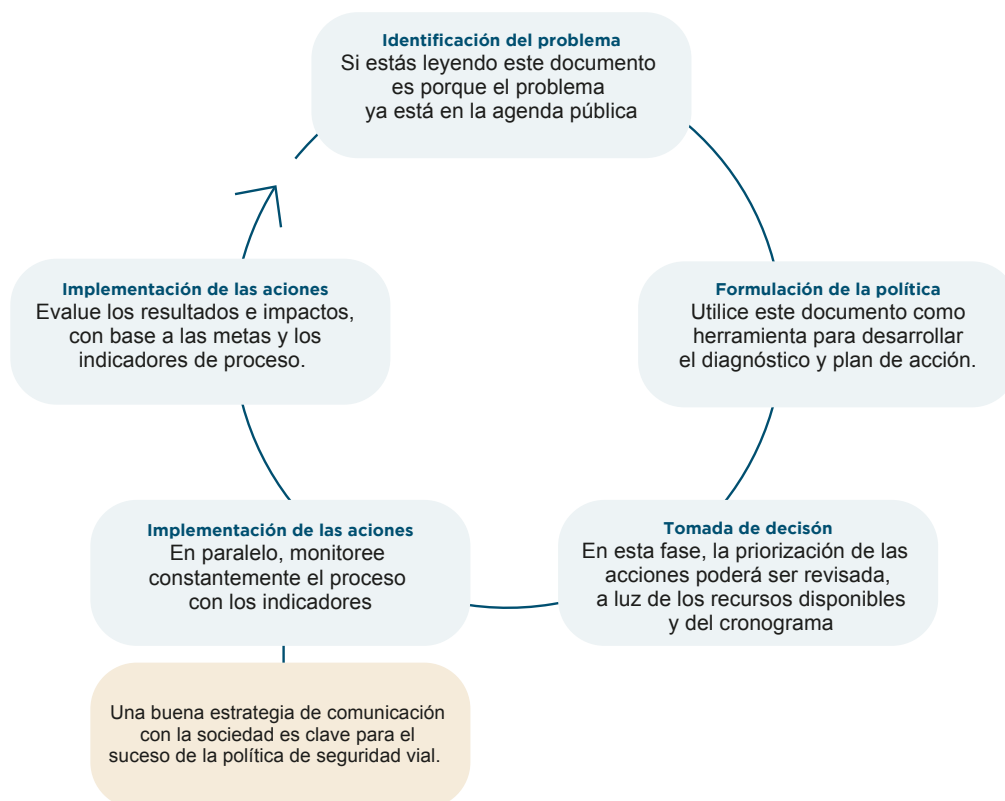 Identificación del problema
Si estás leyendo este documento
es porque el problema
ya está en la agenda pública
Formulación de la política
Utilice este documento como
herramienta para desarrollar
el diagnóstico y plan de acción.
Tomada de decisón
En esta fase, la priorización de las
acciones poderá ser revisada,
a luz de los recursos disponibles
y del cronograma
Implementación de las aciones
En paralelo, monitoree
constantemente el proceso
con los indicadores
Una buena estrategia de comunicación
con la sociedad es clave para el
suceso de la política de seguridad vial.
Implementación de las aciones
Evalue los resultados e impactos,
con base a las metas y los
indicadores de proceso.